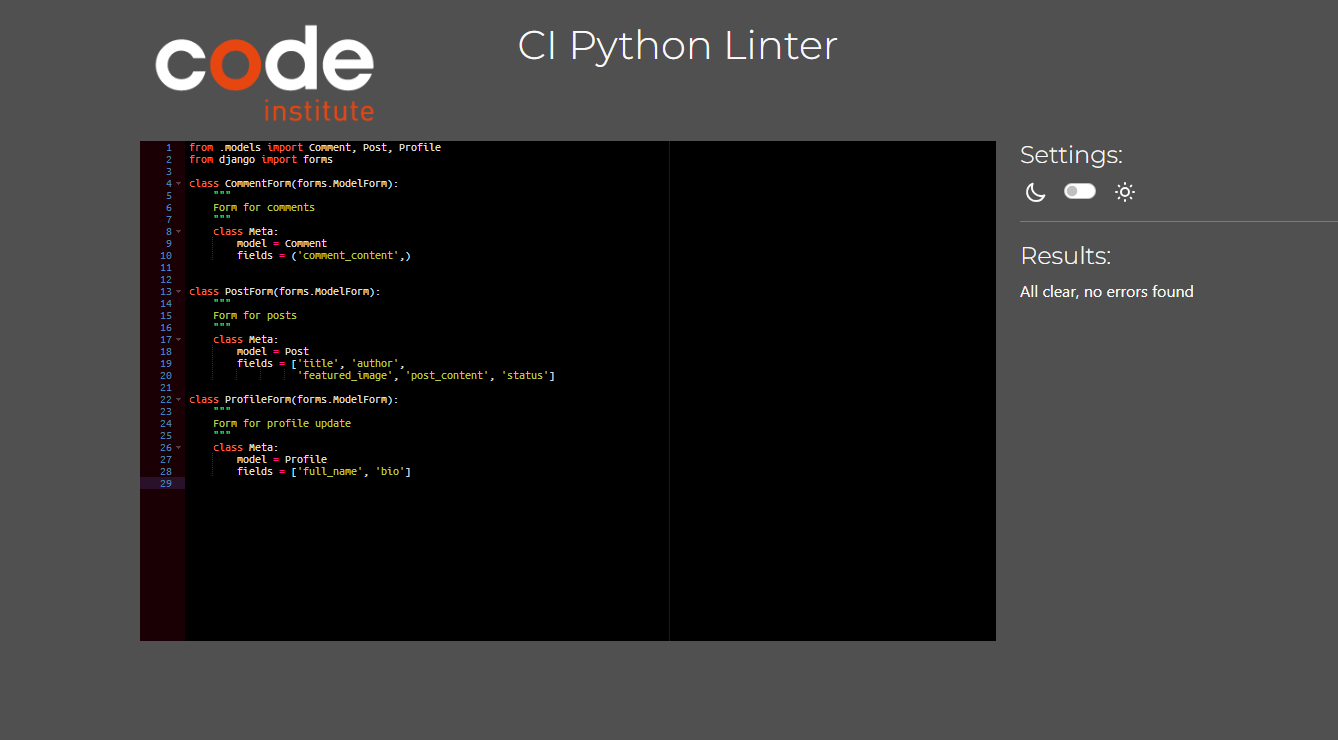 code
institute
CI Python Linter
1 from .models import Comment, Post, Profile
2 from django import forms
3
4 class CommentForm(forms.ModelForm):
5     """
6     Form for comments
7     """
8     class Meta:
9         model = Comment
10         fields = ('comment_content',)
11
12
13 class PostForm(forms.ModelForm):
14     """
15     Form for posts
16     """
17     class Meta:
18         model = Post
19         fields = ['title', 'author',
20                   'featured_image', 'post_content', 'status']
21
22 class ProfileForm(forms.ModelForm):
23     """
24     Form for profile update
25     """
26     class Meta:
27         model = Profile
28         fields = ['full_name', 'bio']
29
Settings:
Results:
All clear, no errors found